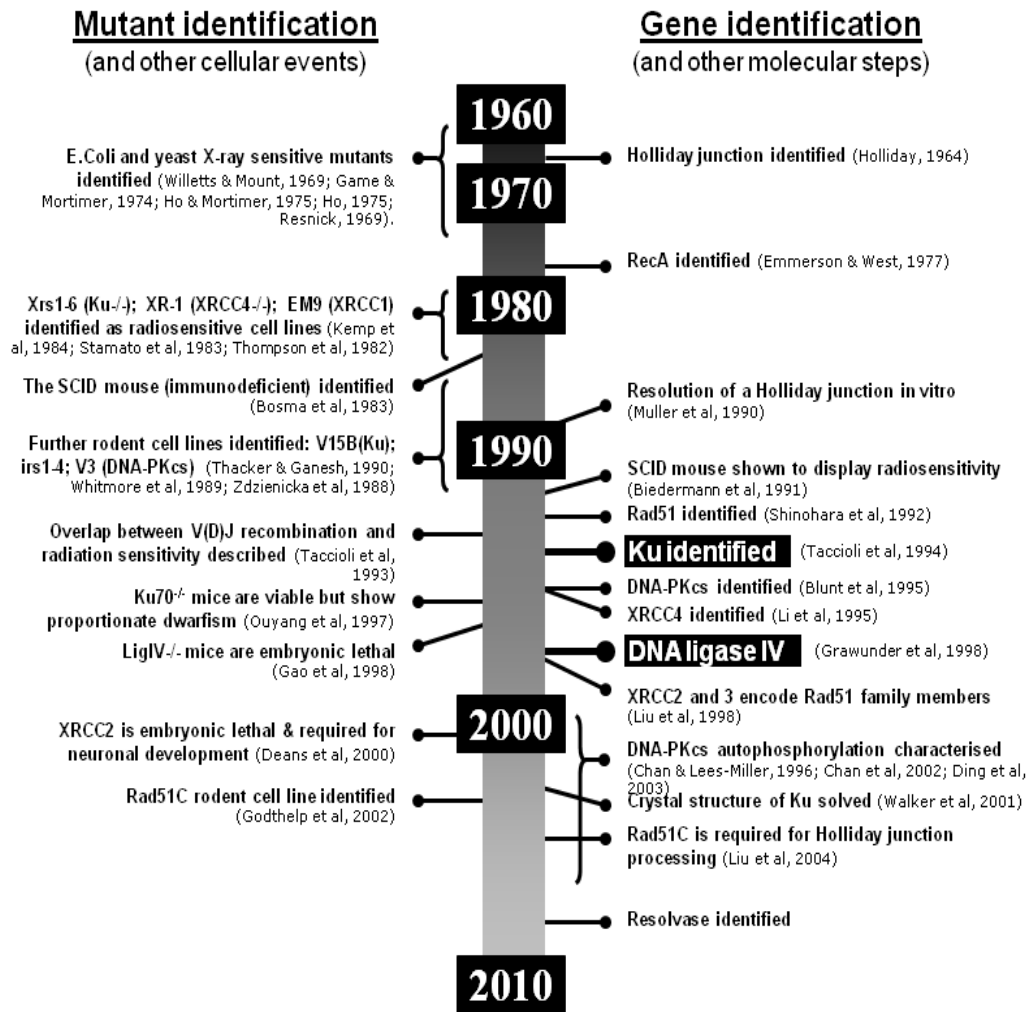 Mutant identification
(and other cellular events)
Gene identification
(and other molecular steps)
1960
E.Coli and yeast X-ray sensitive mutants
identified (Willetts & Mount, 1969; Game &
Mortimer, 1974; Ho & Mortimer, 1975; Ho, 1975;
Resnick, 1969).
Holliday junction identified (Holliday, 1964)
1970
RecA identified (Emmerson & West, 1977)
1980
Xrs1-6 (Ku-/-); XR-1 (XRCC4-/-); EM9 (XRCC1)
identified as radiosensitive cell lines (Kemp et
al, 1984; Stamato et al, 1983; Thompson et al, 1982)
The SCID mouse (immunodeficient) identified
(Bosma et al, 1983)
Resolution of a Holliday junction in vitro
(Muller et al, 1990)
1990
Further rodent cell lines identified: V15B(Ku);
irs1-4; V3 (DNA-PKcs) (Thacker & Ganesh, 1990;
Whitmore et al, 1989; Zdzienicka et al, 1988)
SCID mouse shown to display radiosensitivity
(Biedermann et al, 1991)
Rad51 identified (Shinohara et al, 1992)
Overlap between V(D)J recombination and
radiation sensitivity described (Taccioli et al,
1993)
Ku identified (Taccioli et al, 1994)
DNA-PKcs identified (Blunt et al, 1995)
Ku70-/- mice are viable but show
proportionate dwarfism (Ouyang et al, 1997)
XRCC4 identified (Li et al, 1995)
LigIV-/- mice are embryonic lethal
(Gao et al, 1998)
DNA ligase IV (Grawunder et al, 1998)
XRCC2 and 3 encode Rad51 family members
(Liu et al, 1998)
2000
XRCC2 is embryonic lethal & required for
neuronal development (Deans et al, 2000)
DNA-PKcs autophosphorylation characterised
(Chan & Lees-Miller, 1996; Chan et al, 2002; Ding et al,
2003)
Rad51C rodent cell line identified
(Godthelp et al, 2002)
Crystal structure of Ku solved (Walker et al, 2001)
Rad51C is required for Holliday junction
processing (Liu et al, 2004)
Resolvase identified
2010